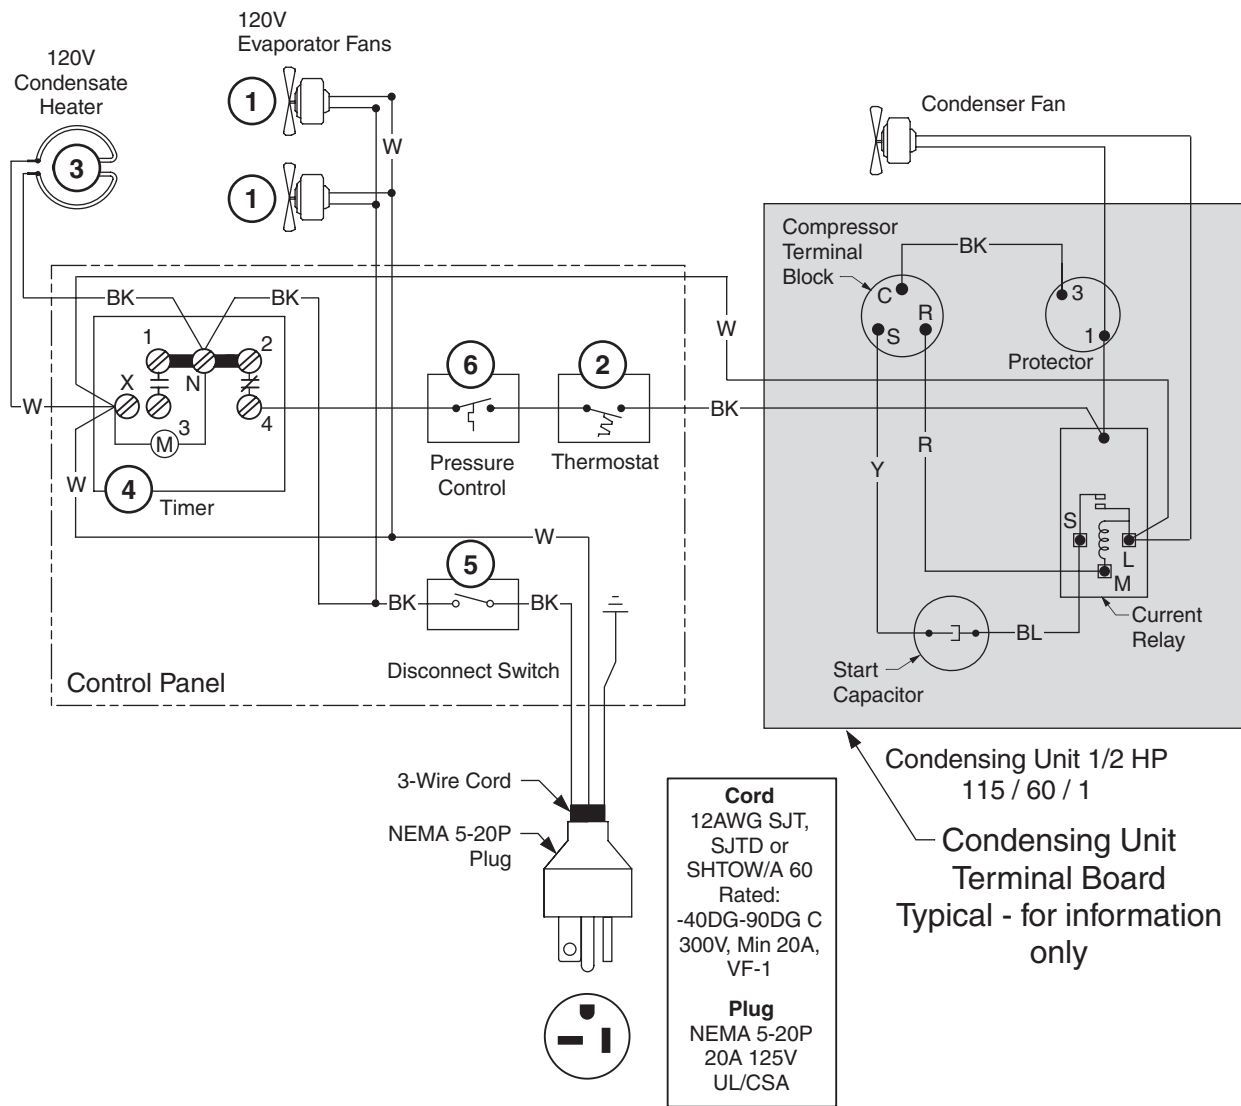 120V
Evaporator Fans
120V
Condensate
Heater
1
1
3
W
Condenser Fan
Compressor
Terminal
Block
BK
C
R
S
3
1
Protector
BK
BK
1
2
X
N
3
4
M
W
W
4
Timer
6
Pressure
Control
2
Thermostat
BK
W
Y
R
S
L
M
Current
Relay
BL
Start
Capacitor
W
5
BK
BK
Disconnect Switch
Control Panel
3-Wire Cord
NEMA 5-20P
Plug
Cord
12AWG SJT,
SJTD or
SHTOW/A 60
Rated:
-40DG-90DG C
300V, Min 20A,
VF-1
Plug
NEMA 5-20P
20A 125V
UL/CSA
Condensing Unit 1/2 HP
115 / 60 / 1
Condensing Unit
Terminal Board
Typical - for information
only